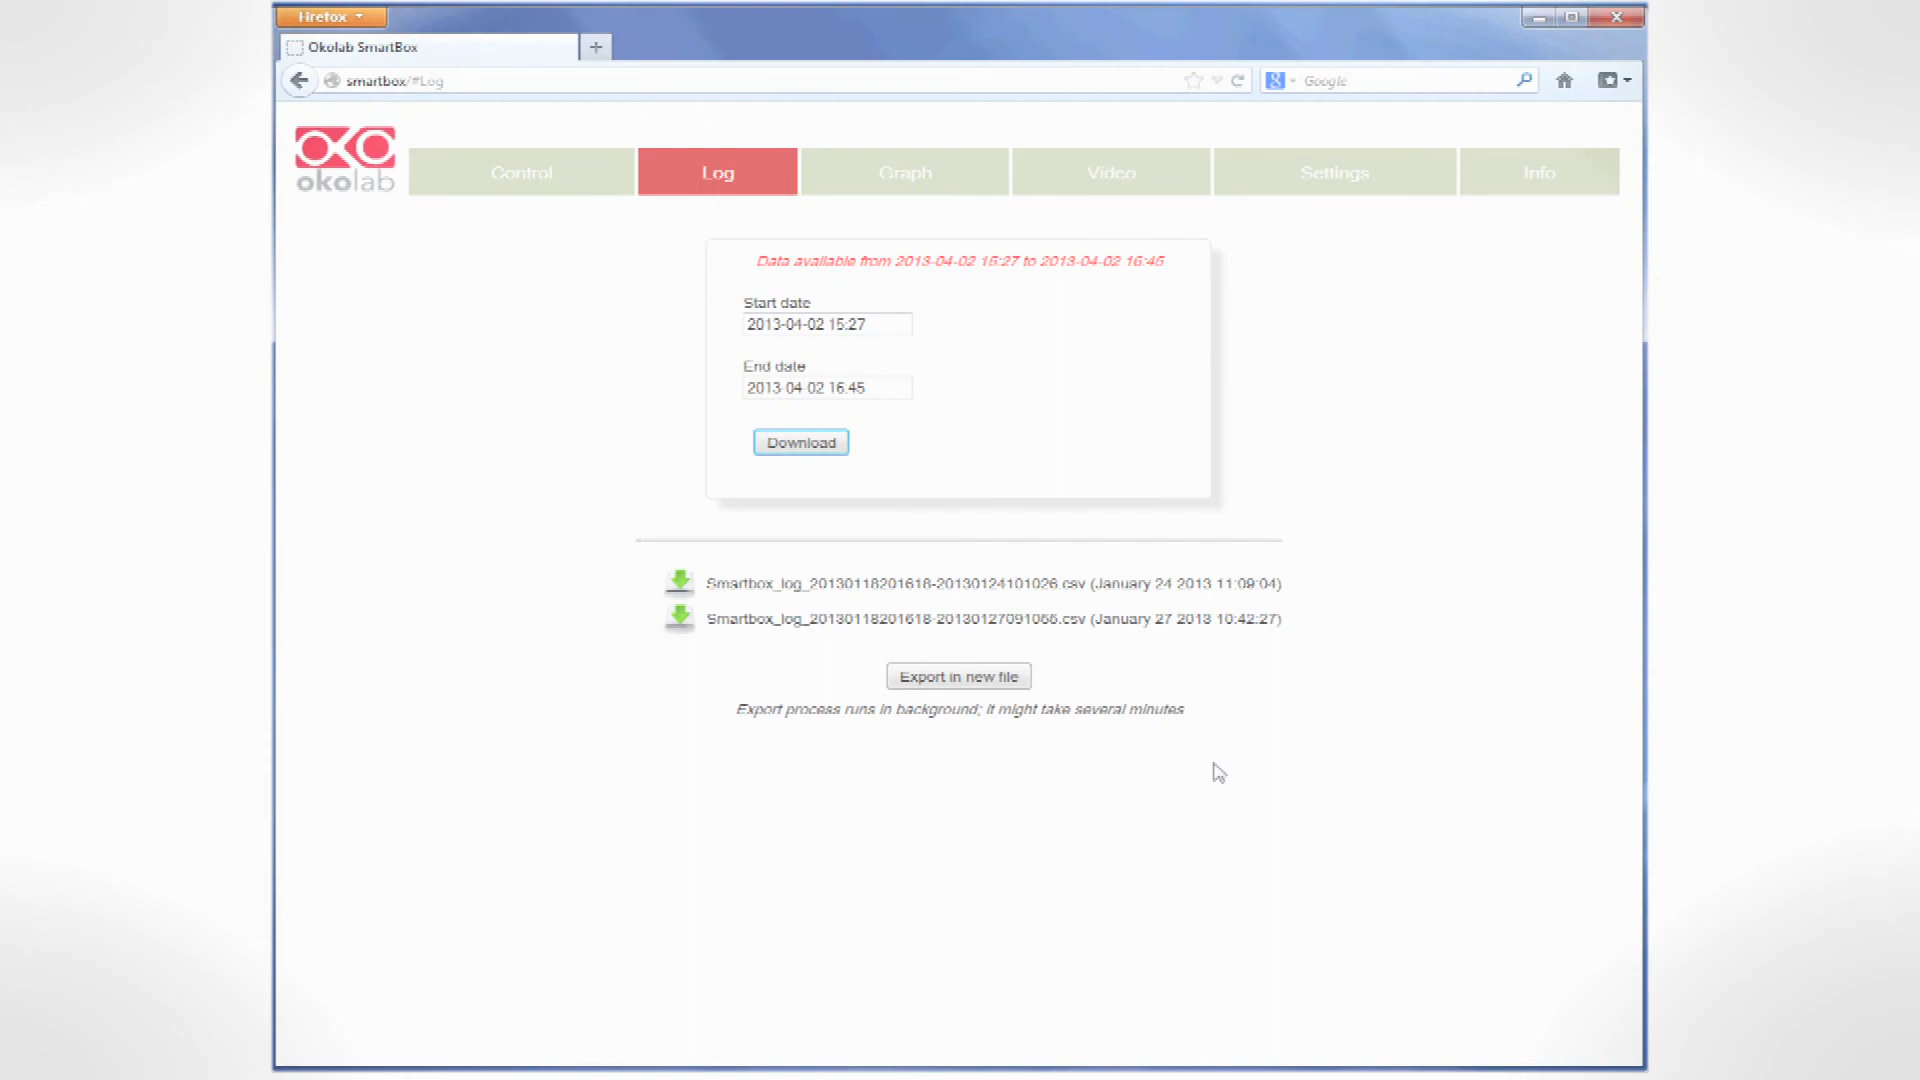 Firefox
Okolab SmartBox
smartbox/#Log
Google
okolab
Control
Log
Graph
Video
Settings
Info
Data available from 2013-04-02 15:27 to 2013-04-02 16:45
Start date
2013-04-02 15:27
End date
2013-04-02 16:45
Download
Smartbox_log_20130118201618-20130124101026.csv (January 24 2013 11:09:04)
Smartbox_log_20130118201618-20130127091055.csv (January 27 2013 10:42:27)
Export in new file
Export process runs in background; it might take several minutes